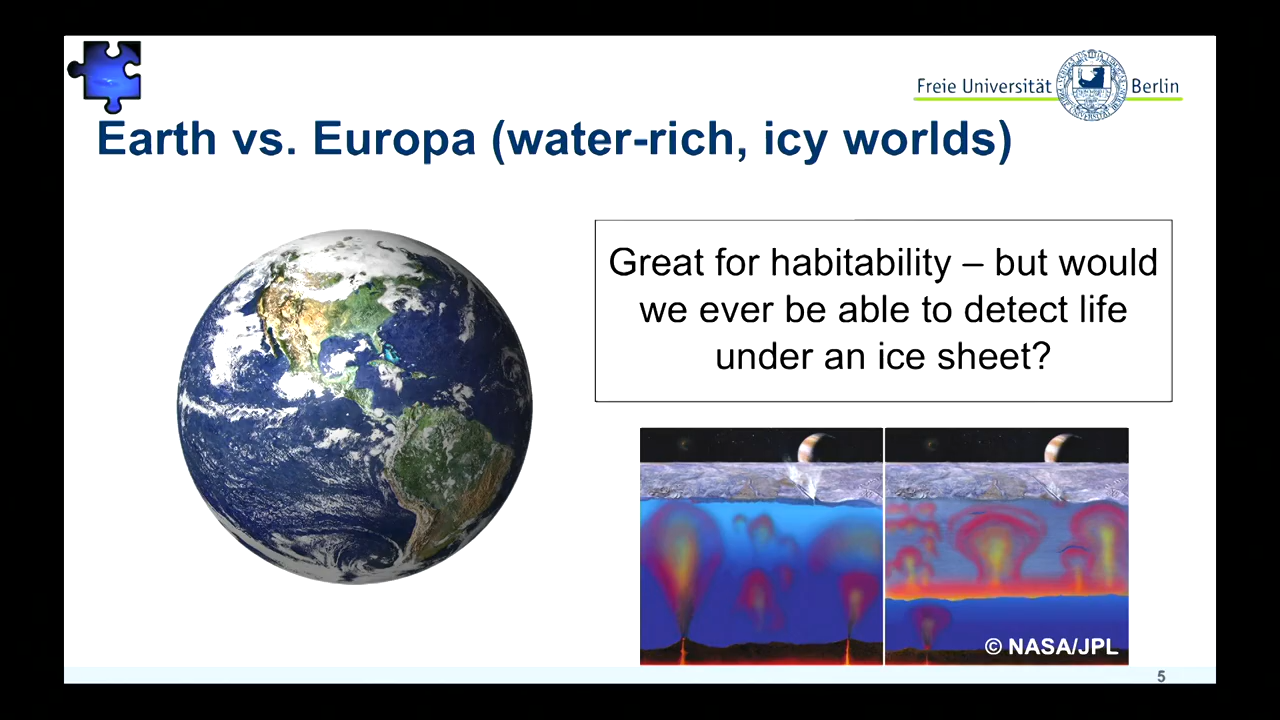 Freie Universität Berlin
Earth vs. Europa (water-rich, icy worlds)
Great for habitability – but would
we ever be able to detect life
under an ice sheet?
© NASA/JPL
5